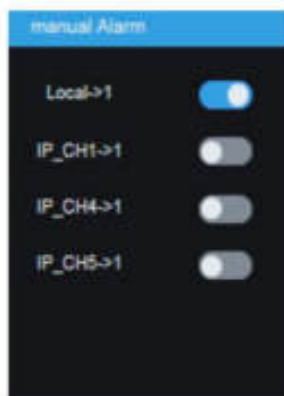 manual Alarm
Local->1
IP_CH1->1
IP_CH4->1
IP_CH5->1